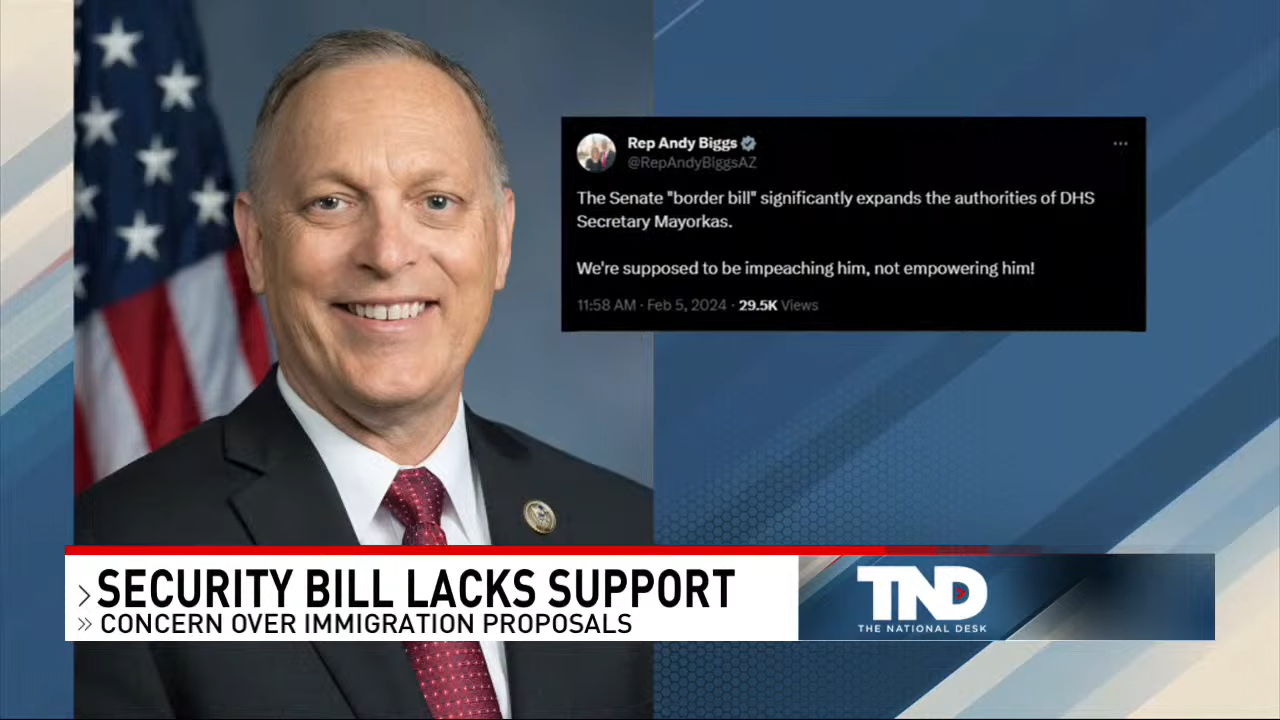 Rep Andy Biggs
@RepAndyBiggsAZ
The Senate "border bill" significantly expands the authorities of DHS
Secretary Mayorkas.
We're supposed to be impeaching him, not empowering him!
11:58 AM · Feb 5, 2024 · 29.5K Views
SECURITY BILL LACKS SUPPORT
CONCERN OVER IMMIGRATION PROPOSALS
TND
THE NATIONAL DESK